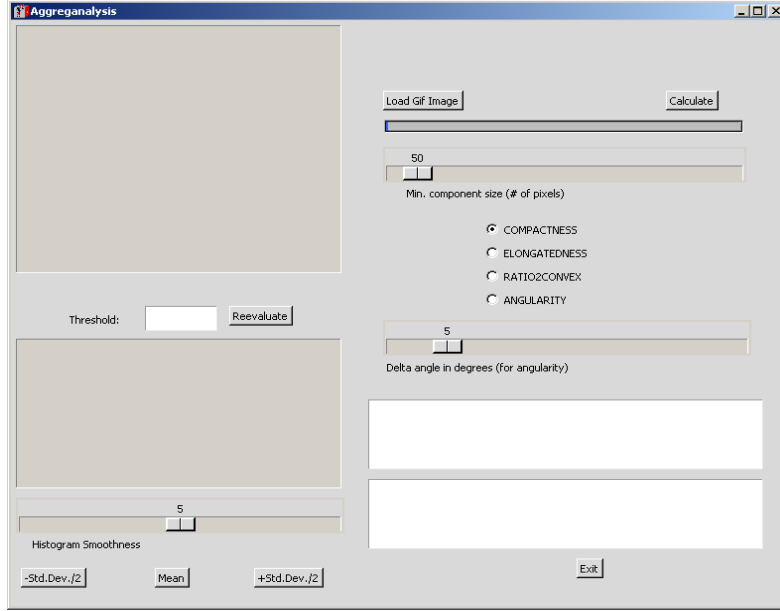 Aggreganalysis
Load Gif Image
Calculate
50
Min. component size (# of pixels)
COMPACTNESS
ELONGATEDNESS
RATIO2CONVEX
ANGULARITY
Threshold:
Reevaluate
5
Delta angle in degrees (for angularity)
5
Histogram Smoothness
-Std.Dev./2
Mean
+Std.Dev./2
Exit